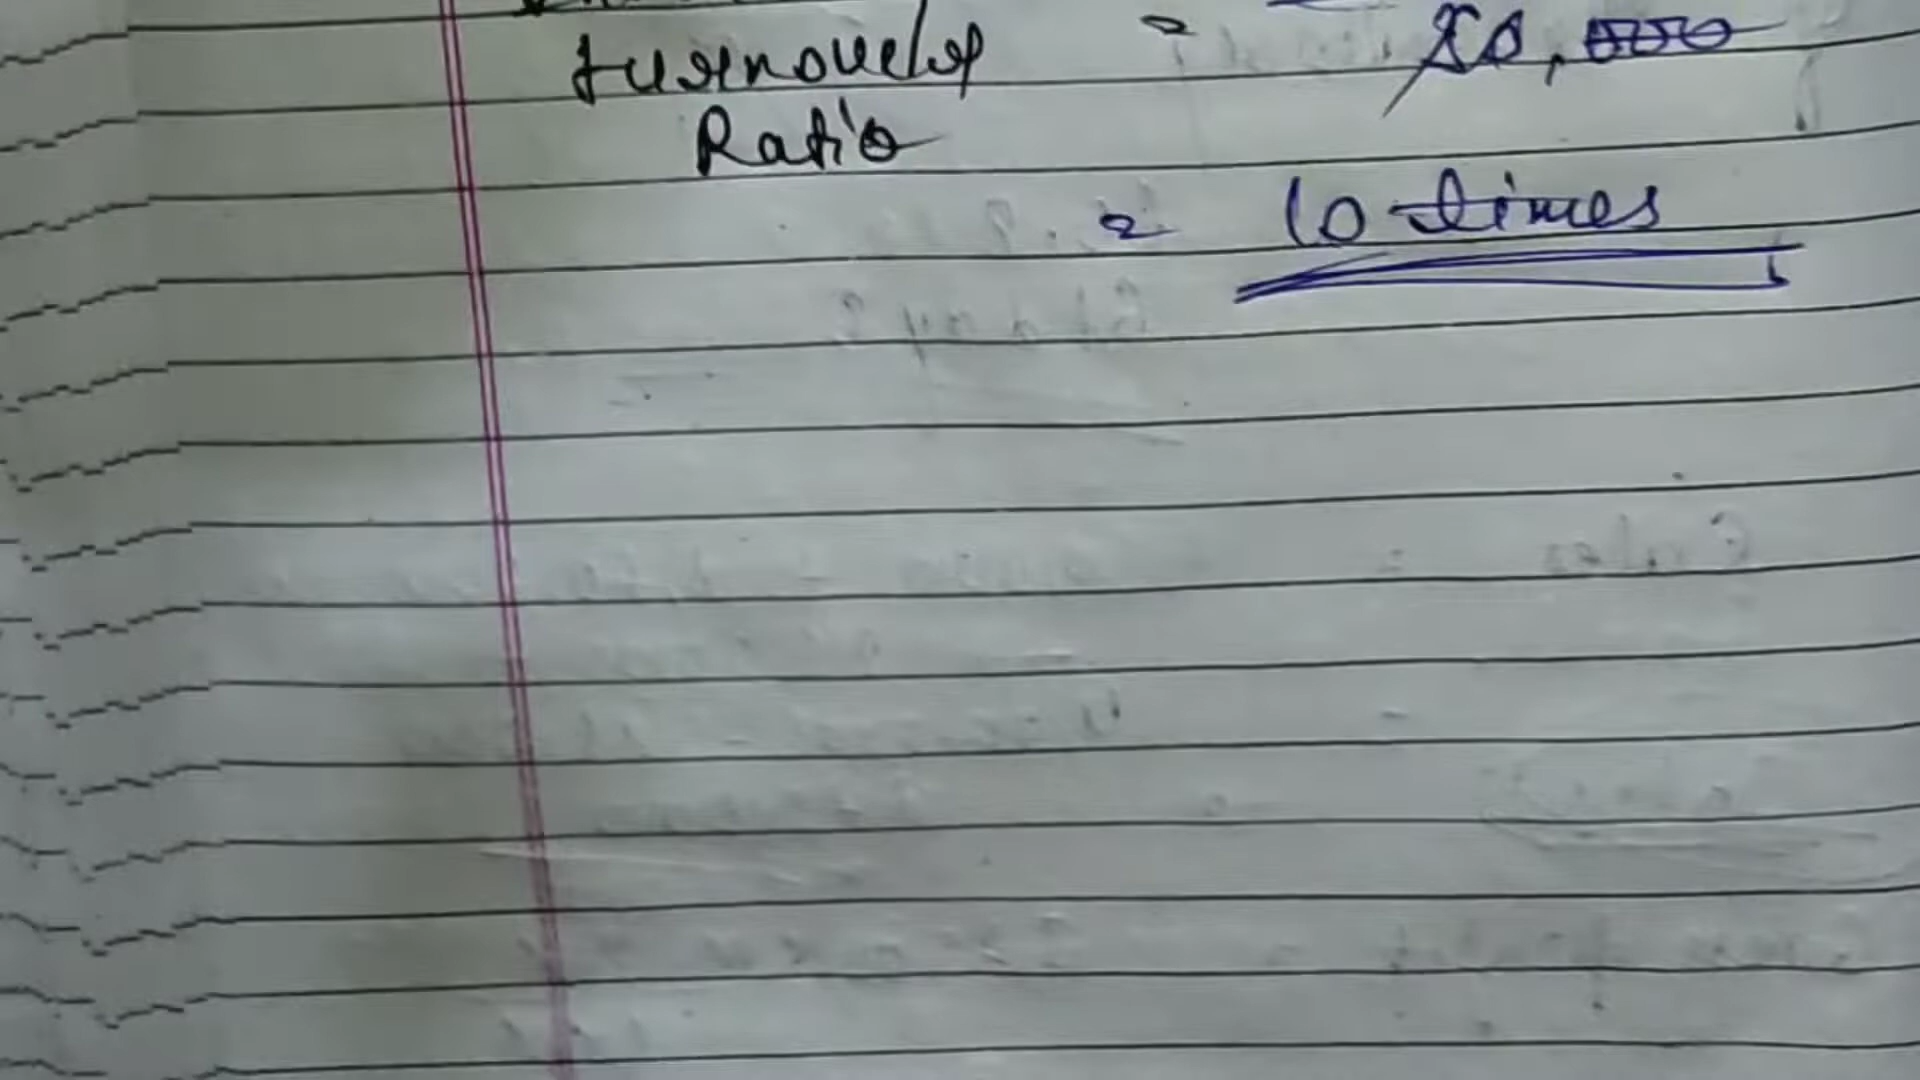 turnover = 50,000
Ratio
= 10 times